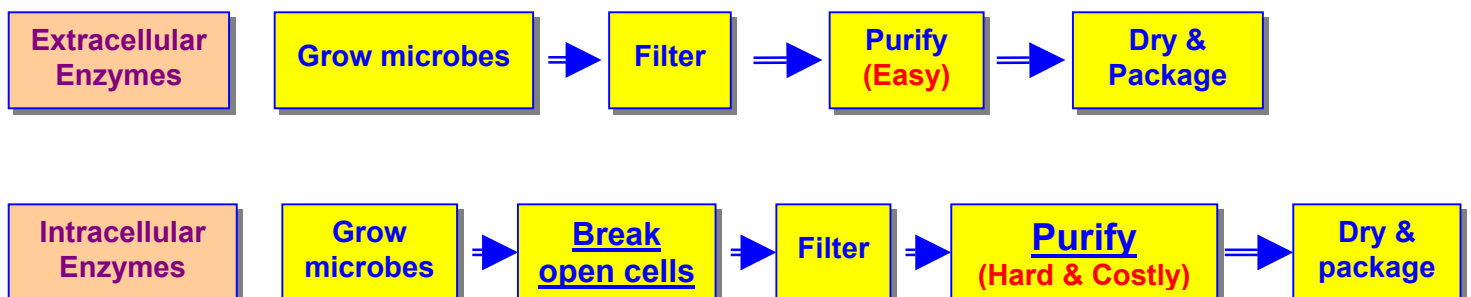 Extracellular
Enzymes
Grow microbes
Filter
Purify
(Easy)
Dry &
Package
Intracellular
Enzymes
Grow
microbes
Break
open cells
Filter
Purify
(Hard & Costly)
Dry &
package